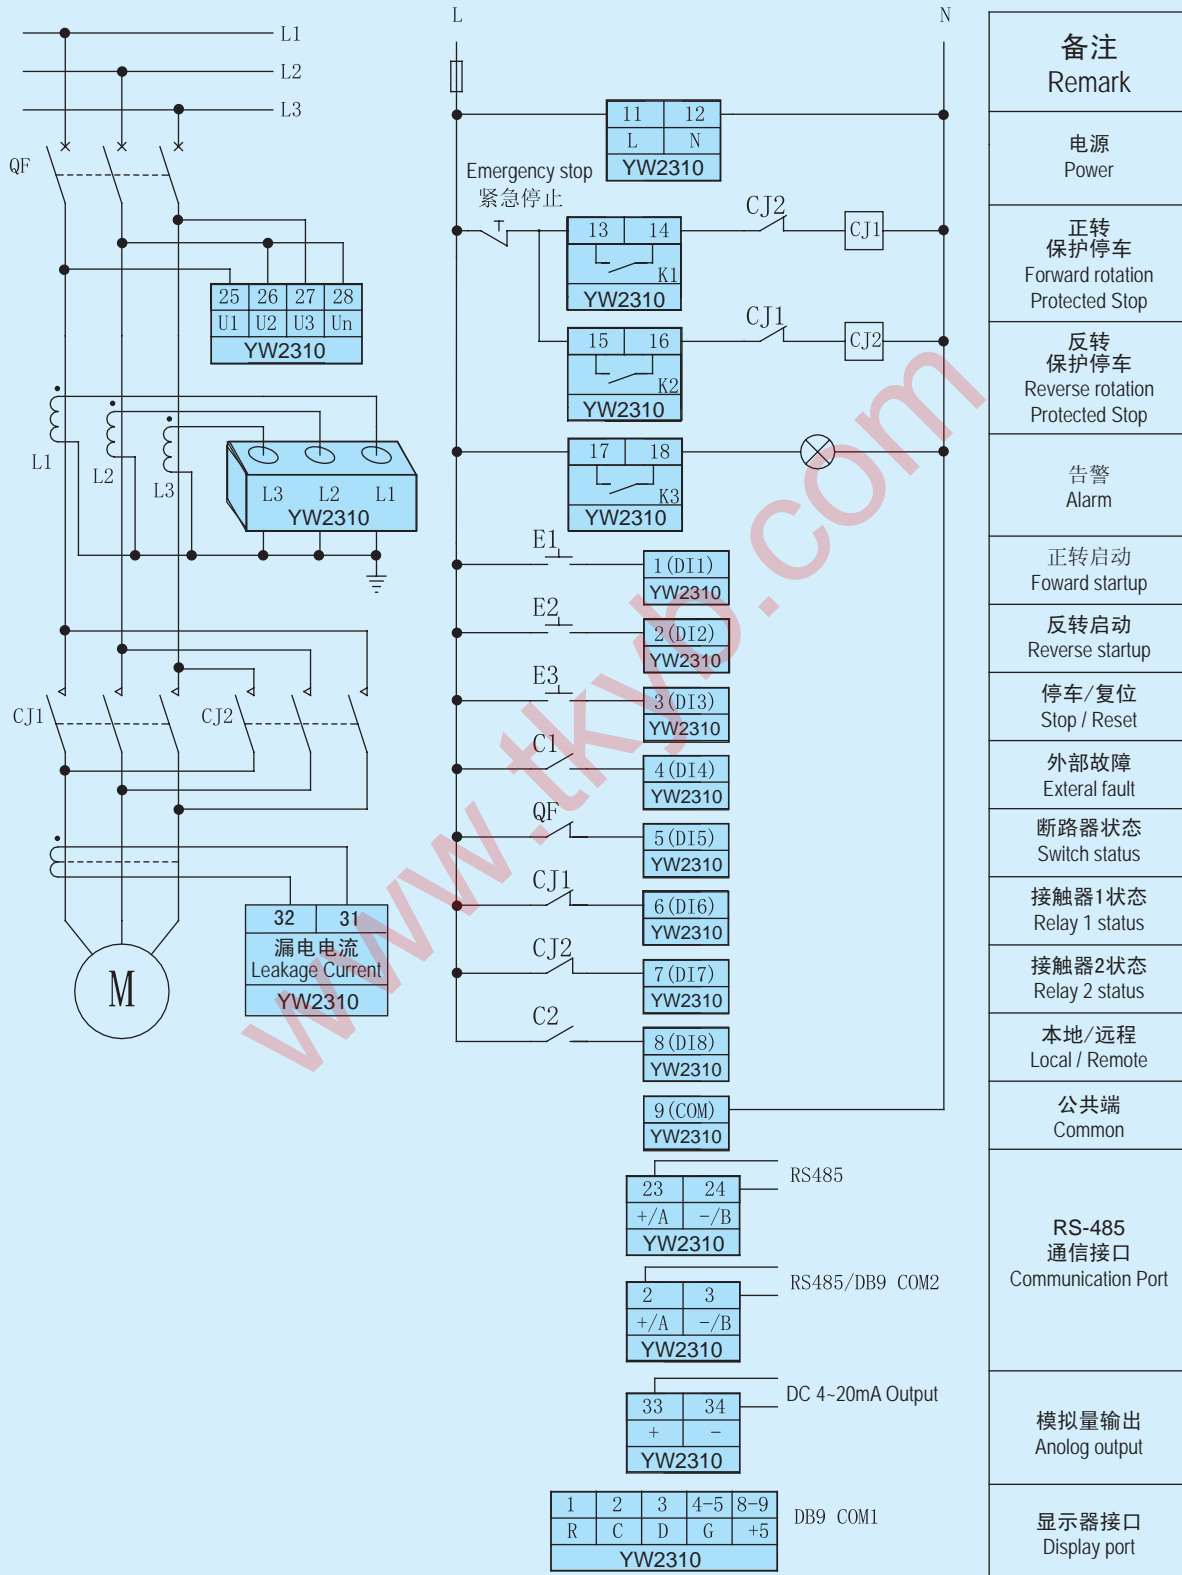 L1
L2
L3
QF
25 26 27 28
U1 U2 U3 Un
YW2310
L1
L2
L3
L3 L2 L1
YW2310
CJ1
CJ2
32 31
漏电电流
Leakage Current
YW2310
M
L
N
11 12
L N
YW2310
Emergency stop
紧急停止
13 14
K1
YW2310
CJ2
CJ1
15 16
K2
YW2310
CJ1
CJ2
17 18
K3
YW2310
E1
1(DI1)
YW2310
E2
2(DI2)
YW2310
E3
3(DI3)
YW2310
C1
4(DI4)
YW2310
QF
5(DI5)
YW2310
CJ1
6(DI6)
YW2310
CJ2
7(DI7)
YW2310
C2
8(DI8)
YW2310
9(COM)
YW2310
RS485
23 24
+/A -/B
YW2310
RS485/DB9 COM2
2 3
+/A -/B
YW2310
DC 4~20mA Output
33 34
+ -
YW2310
1 2 3 4-5 8-9
R C D G +5
YW2310
DB9 COM1
备注
Remark
电源
Power
正转
保护停车
Forward rotation
Protected Stop
反转
保护停车
Reverse rotation
Protected Stop
告警
Alarm
正转启动
Foward startup
反转启动
Reverse startup
停车/复位
Stop / Reset
外部故障
Exteral fault
断路器状态
Switch status
接触器1状态
Relay 1 status
接触器2状态
Relay 2 status
本地/远程
Local / Remote
公共端
Common
RS-485
通信接口
Communication Port
模拟量输出
Anolog output
显示器接口
Display port
www.tkyb.com